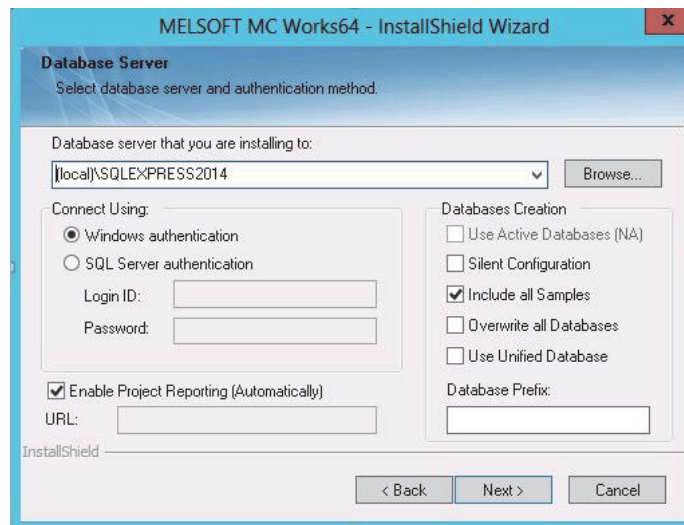 MELSOFT MC Works64 - InstallShield Wizard
x
Database Server
Select database server and authentication method.
Database server that you are installing to:
(local)\SQLEXPRESS2014
Browse...
Connect Using:
Windows authentication
SQL Server authentication
Login ID:
Password:
Databases Creation
Use Active Databases (NA)
Silent Configuration
Include all Samples
Overwrite all Databases
Use Unified Database
Database Prefix:
Enable Project Reporting (Automatically)
URL:
InstallShield
< Back
Next >
Cancel